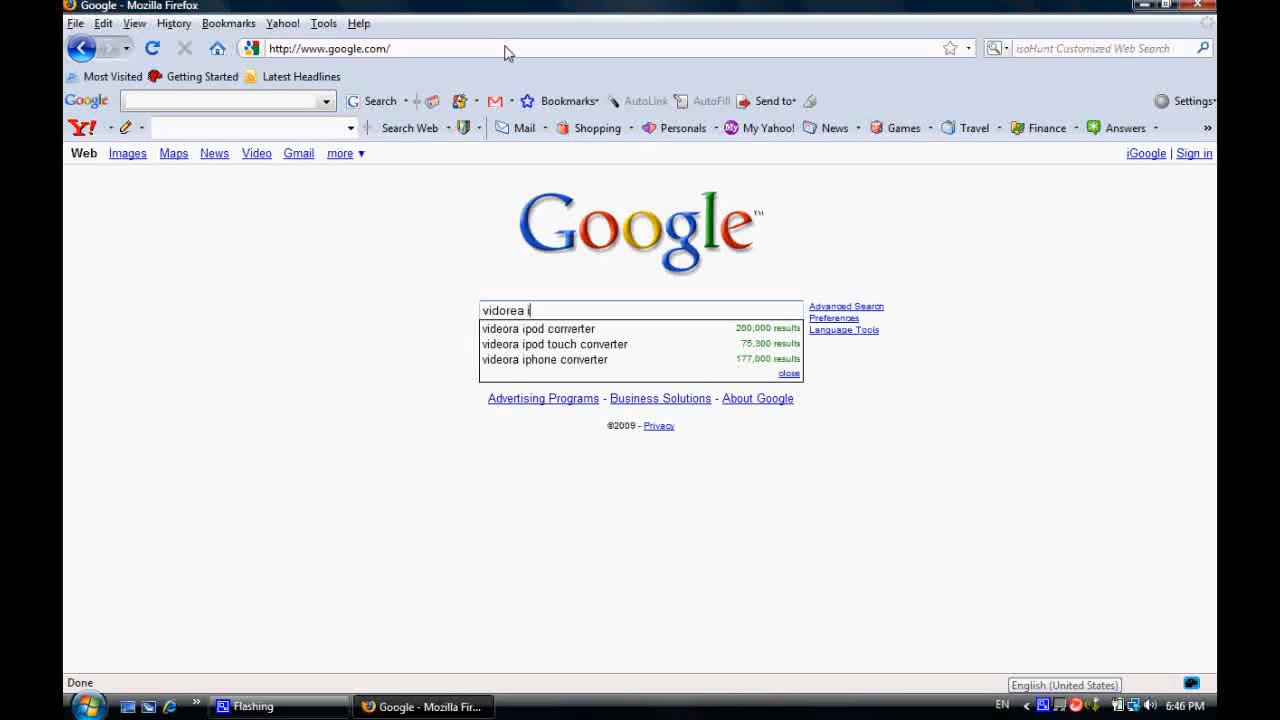 Google - Mozilla Firefox
File Edit View History Bookmarks Yahoo! Tools Help
http://www.google.com/ isoHunt Customized Web Search
Most Visited Getting Started Latest Headlines
Google G Search Bookmarks AutoLink AutoFill Send to Settings
Y! Search Web Mail Shopping Personals My Yahoo! News Games Travel Finance Answers »
Web Images Maps News Video Gmail more ▼ iGoogle | Sign in
Google™
vidorea i Advanced Search
Preferences
Language Tools
videora ipod converter 200,000 results
videora ipod touch converter 75,300 results
videora iphone converter 177,000 results
close
Advertising Programs - Business Solutions - About Google
©2009 - Privacy
Done
English (United States)
» Flashing Google - Mozilla Fir... EN 6:46 PM